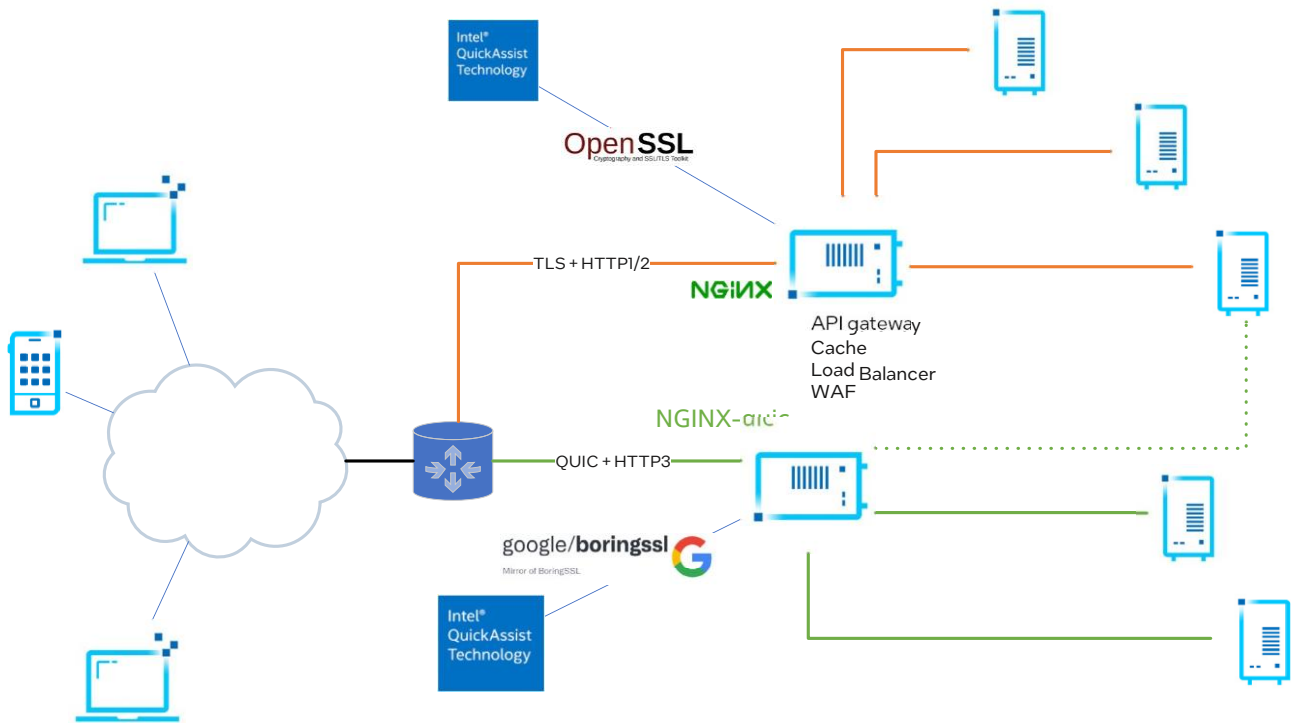 Intel®
QuickAssist
Technology
OpenSSL
Cryptography and SSL/TLS Toolkit
TLS + HTTP1/2
NGINX
API gateway
Cache
Load Balancer
WAF
QUIC + HTTP3
google/boringssl
Mirror of BoringSSL
Intel®
QuickAssist
Technology